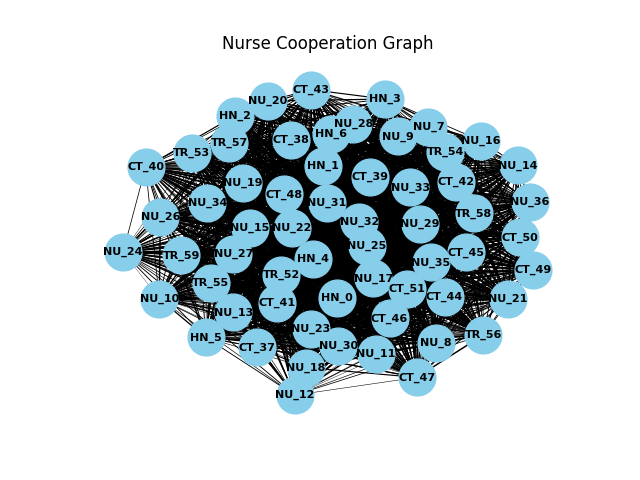 Nurse Cooperation Graph
CT_43
NU_20
HN_3
HN_2
NU_28
NU_7
HN_6
NU_9
CT_38
TR_57
NU_16
TR_53
TR_54
HN_1
NU_14
CT_40
CT_39
NU_19
CT_42
NU_33
CT_48
NU_34
NU_31
NU_36
TR_58
NU_26
NU_32
NU_29
NU_15
NU_22
CT_50
NU_25
NU_24
NU_27
CT_45
TR_59
HN_4
NU_35
CT_49
TR_52
NU_17
TR_55
CT_51
HN_0
CT_44
NU_10
NU_21
CT_41
NU_13
CT_46
NU_23
TR_56
HN_5
NU_8
NU_30
CT_37
NU_11
NU_18
CT_47
NU_12